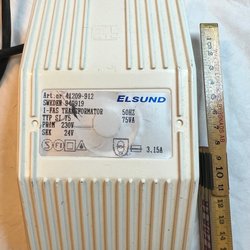 Art.nr 41209-912
SWEDEN 945919
ELSUND
1-FAS TRANSFORMATOR 50HZ
TYP SL 75 75VA
PRIM 230V
SEK 24V
3.15A